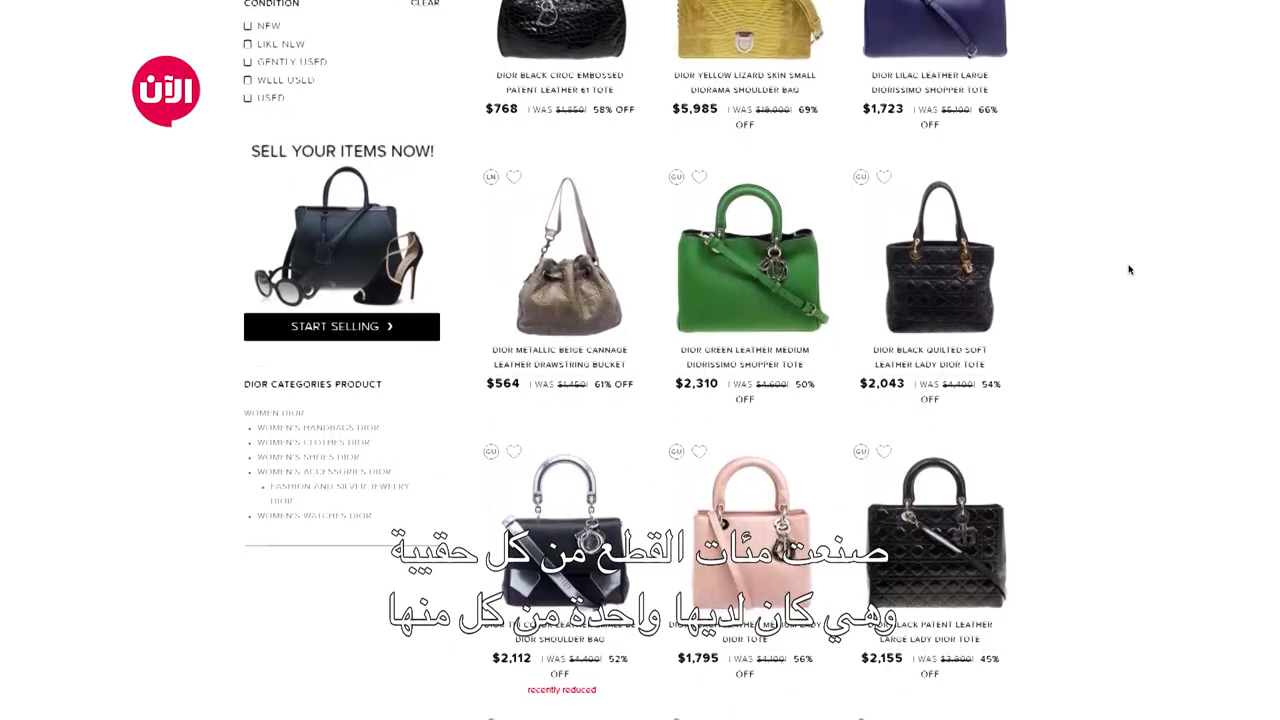 CONDITION
CLEAR
NEW
LIKE NEW
GENTLY USED
WELL USED
USED
الآن
SELL YOUR ITEMS NOW!
START SELLING ❯
DIOR CATEGORIES PRODUCT
WOMEN DIOR
• WOMEN'S HANDBAGS DIOR
• WOMEN'S CLOTHES DIOR
• WOMEN'S SHOES DIOR
• WOMEN'S ACCESSORIES DIOR
• FASHION AND SILVER JEWELRY
DIOR
• WOMEN'S WATCHES DIOR
DIOR BLACK CROC EMBOSSED
PATENT LEATHER 61 TOTE
$768 | WAS $1,850! 58% OFF
DIOR YELLOW LIZARD SKIN SMALL
DIORAMA SHOULDER BAG
$5,985 | WAS $19,000! 69%
OFF
DIOR LILAC LEATHER LARGE
DIORISSIMO SHOPPER TOTE
$1,723 | WAS $5,100! 66%
OFF
LN
DIOR METALLIC BEIGE CANNAGE
LEATHER DRAWSTRING BUCKET
$564 | WAS $1,450! 61% OFF
GU
DIOR GREEN LEATHER MEDIUM
DIORISSIMO SHOPPER TOTE
$2,310 | WAS $4,600! 50%
OFF
GU
DIOR BLACK QUILTED SOFT
LEATHER LADY DIOR TOTE
$2,043 | WAS $4,400! 54%
OFF
GU
DIOR SHOULDER BAG
$2,112 | WAS $4,400! 52%
OFF
recently reduced
GU
DIOR TOTE
$1,795 | WAS $4,100! 56%
OFF
GU
BLACK PATENT LEATHER
LARGE LADY DIOR TOTE
$2,155 | WAS $3,900! 45%
OFF
صنعت مئات القطع من كل حقيبة
وهي كان لديها واحدة من كل منها